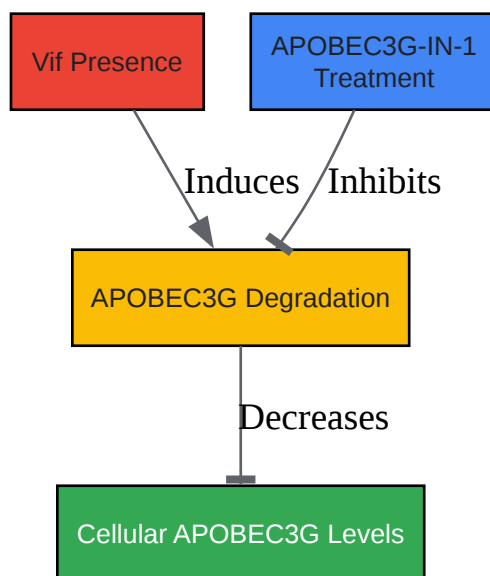 Vif Presence
APOBEC3G-IN-1
Treatment
Induces
Inhibits
APOBEC3G Degradation
Decreases
Cellular APOBEC3G Levels